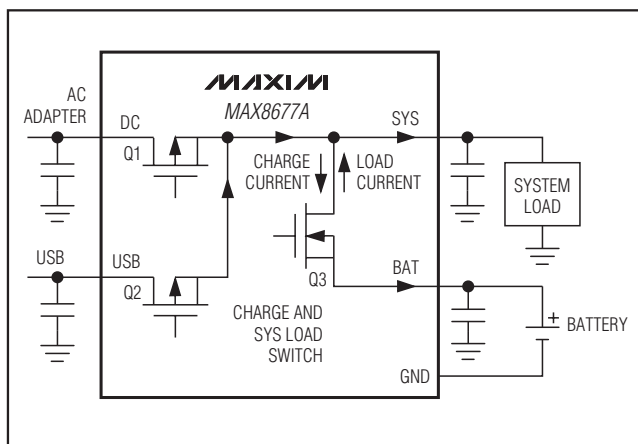 MAXIM
MAX8677A
AC
ADAPTER
DC
Q1
SYS
CHARGE
CURRENT
LOAD
CURRENT
SYSTEM
LOAD
USB
USB
Q2
Q3
BAT
CHARGE AND
SYS LOAD
SWITCH
+
BATTERY
GND